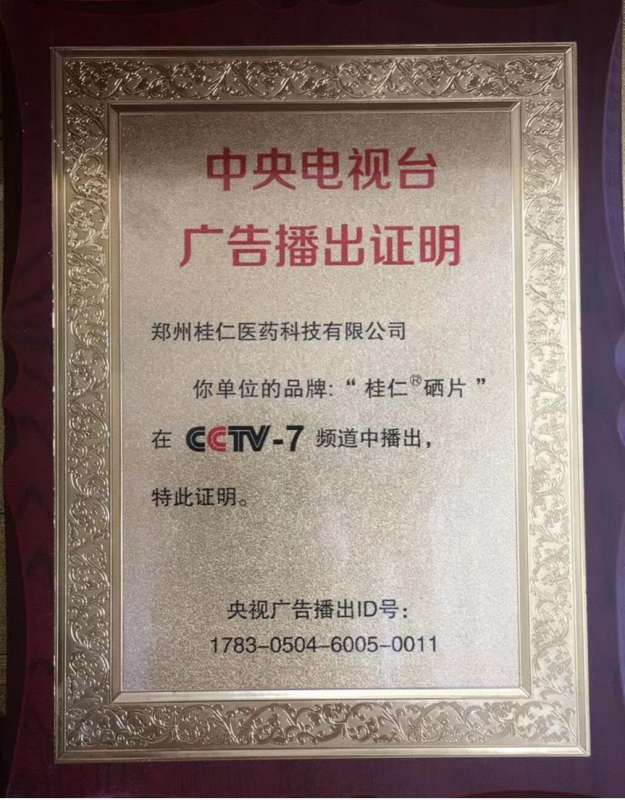 中央电视台
广告播出证明
郑州桂仁医药科技有限公司
你单位的品牌:“桂仁®硒片”
在 CCTV-7 频道中播出,
特此证明。
央视广告播出ID号:
1783-0504-6005-0011